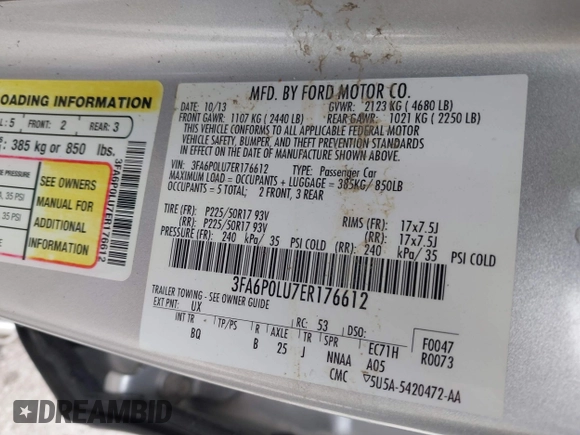 OADING INFORMATION
: 5 FRONT: 2 REAR: 3
: 385 kg or 850 lbs.
SEE OWNERS
MANUAL FOR
ADDITIONAL
INFORMATION
A, 35 PSI
35 PSI
3FA6P0LU7ER176612
MFD. BY FORD MOTOR CO.
DATE: 10/13 GVWR: 2123 KG ( 4680 LB)
FRONT GAWR: 1107 KG ( 2440 LB) REAR GAWR: 1021 KG ( 2250 LB)
THIS VEHICLE CONFORMS TO ALL APPLICABLE FEDERAL MOTOR
VEHICLE SAFETY, BUMPER, AND THEFT PREVENTION STANDARDS
IN EFFECT ON THE DATE OF MANUFACTURE SHOWN ABOVE.
VIN: 3FA6P0LU7ER176612 TYPE: Passenger Car
MAXIMUM LOAD = OCCUPANTS + LUGGAGE = 385KG/ 850LB
OCCUPANTS = 5 TOTAL; 2 FRONT, 3 REAR
TIRE (FR): P225/50R17 93V RIMS (FR): 17x7.5J
(RR): P225/50R17 93V (RR): 17x7.5J
PRESSURE (FR): 240 kPa/ 35 PSI COLD (RR): 240 kPa/ 35 PSI COLD
3FA6P0LU7ER176612
TRAILER TOWING - SEE OWNER GUIDE
EXT PNT: UX RC: 53 DSO:
INT TR TP/PS R AXLE TR SPR EC71H F0047
BQ B 25 J NNAA A05 R0073
CMC ▽5U5A-5420472-AA
DREAMBID